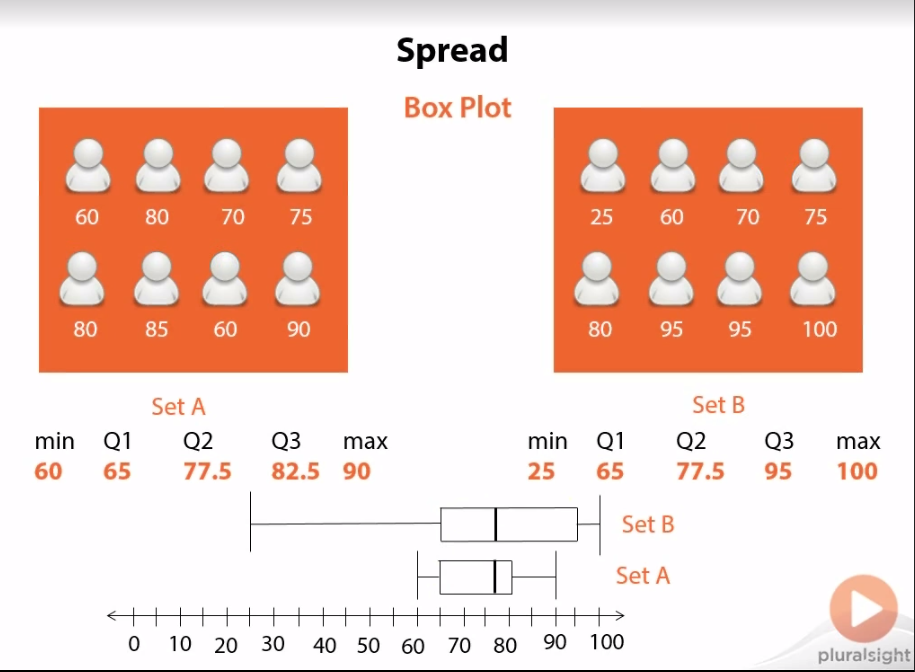 Spread
Box Plot
60 80 70 75
80 85 60 90
25 60 70 75
80 95 95 100
Set A
Set B
min Q1 Q2 Q3 max
60 65 77.5 82.5 90
min Q1 Q2 Q3 max
25 65 77.5 95 100
Set B
Set A
0 10 20 30 40 50 60 70 80 90 100
pluralsight